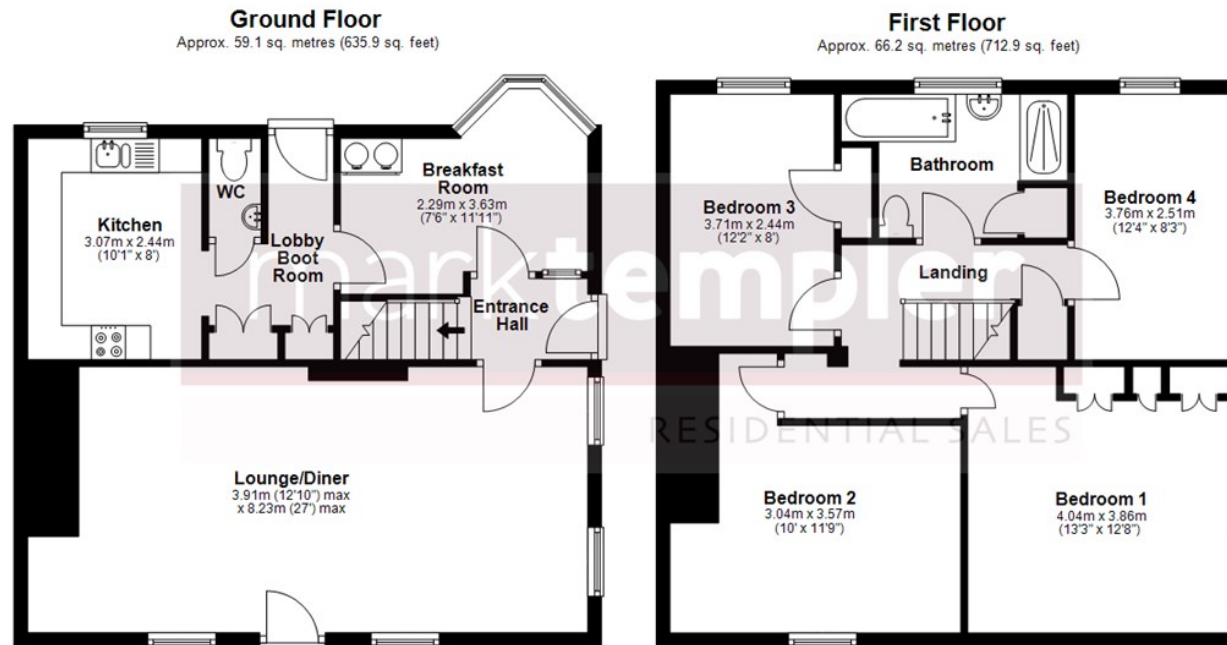 Ground Floor
Approx. 59.1 sq. metres (635.9 sq. feet)
Kitchen
3.07m x 2.44m
(10'1" x 8')
WC
Lobby
Boot
Room
Breakfast
Room
2.29m x 3.63m
(7'6" x 11'11")
Entrance
Hall
Lounge/Diner
3.91m (12'10") max
x 8.23m (27') max
First Floor
Approx. 66.2 sq. metres (712.9 sq. feet)
Bedroom 3
3.71m x 2.44m
(12'2" x 8')
Bathroom
Bedroom 4
3.76m x 2.51m
(12'4" x 8'3")
Landing
Bedroom 2
3.04m x 3.57m
(10' x 11'9")
Bedroom 1
4.04m x 3.86m
(13'3" x 12'8")
marktempler
RESIDENTIAL SALES